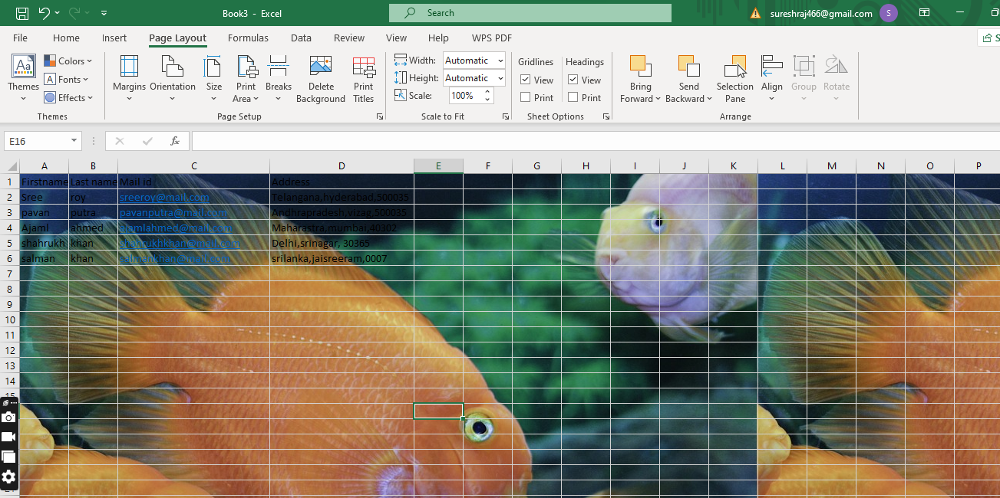 Book3 - Excel
Search
sureshraj466@gmail.com
S
File Home Insert Page Layout Formulas Data Review View Help WPS PDF
S
Aa
Themes
Colors
Fonts
Effects
Themes
Margins
Orientation
Size
Print Area
Breaks
Delete Background
Print Titles
Page Setup
Width: Automatic
Height: Automatic
Scale: 100%
Scale to Fit
Gridlines Headings
View View
Print Print
Sheet Options
Bring Forward
Send Backward
Selection Pane
Align
Group
Rotate
Arrange
E16
fx
A B C D E F G H I J K L M N O P
1 Firstname Last name Mail id Address
2 Sree roy sreeroy@mail.com Telangana,hyderabad,500035
3 pavan putra pavanputra@mail.com Andhrapradesh,vizag,500035
4 Ajaml ahmed ajamlahmed@mail.com Maharastra,mumbai,40302
5 shahrukh khan shahrukhkhan@mail.com Delhi,srinagar, 30365
6 salman khan salmankhan@mail.com srilanka,jaisreeram,0007
7
8
9
10
11
12
13
14
15